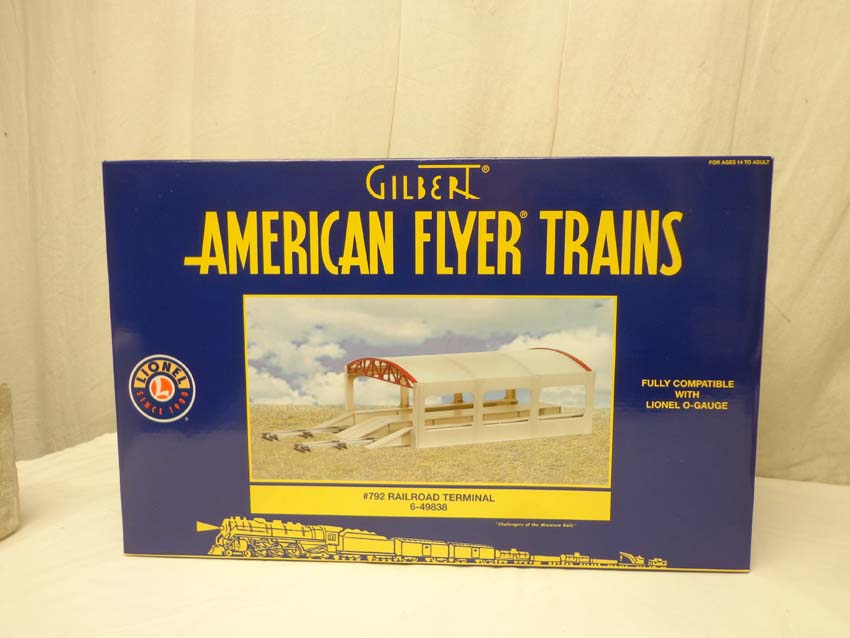 FOR AGES 14 TO ADULT
GILBERT®
AMERICAN FLYER® TRAINS
LIONEL
SINCE 1900
®
FULLY COMPATIBLE
WITH
LIONEL O-GAUGE
#792 RAILROAD TERMINAL
6-49838
"Challengers of the Miniature Rails"